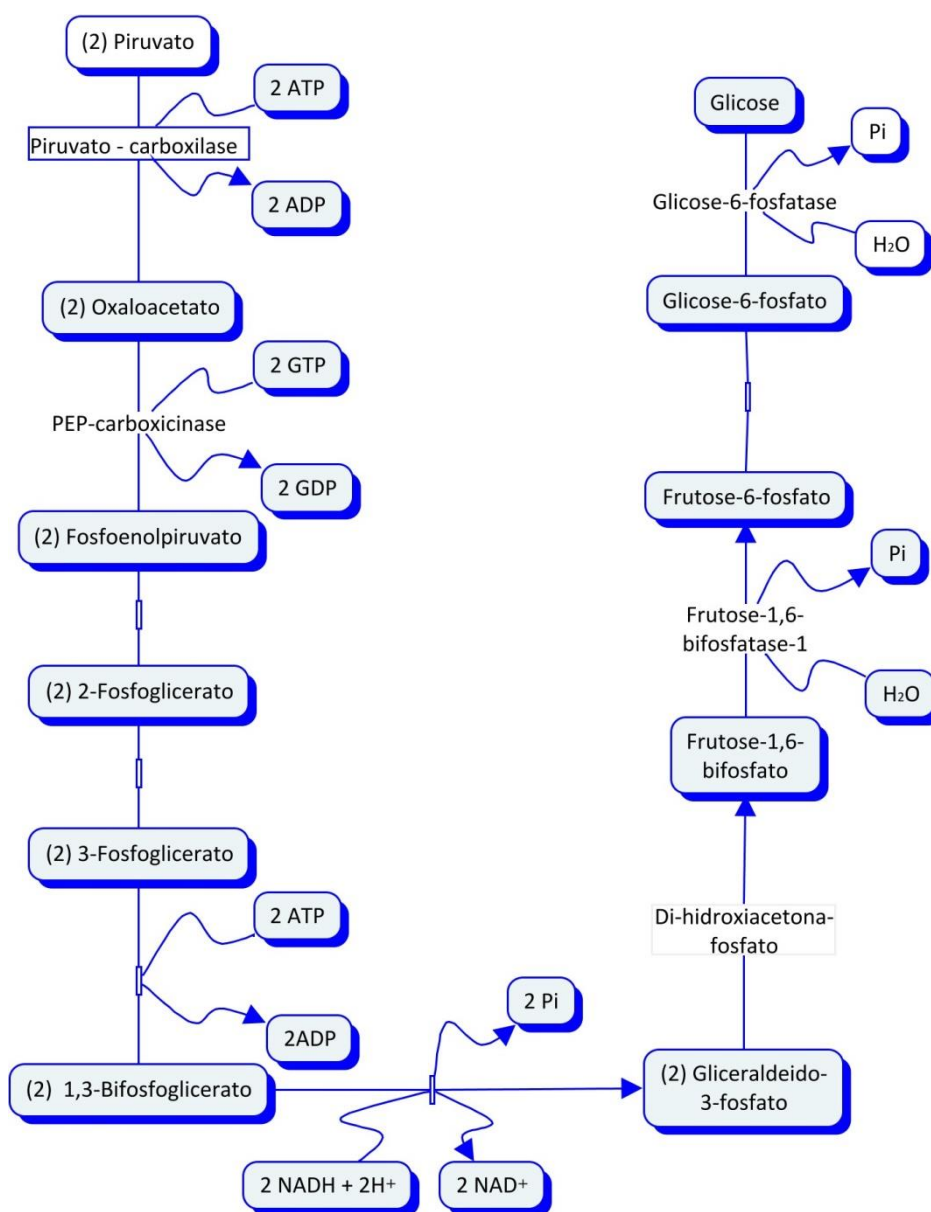 (2) Piruvato
2 ATP
Piruvato - carboxilase
2 ADP
(2) Oxaloacetato
2 GTP
PEP-carboxicinase
2 GDP
(2) Fosfoenolpiruvato
(2) 2-Fosfoglicerato
(2) 3-Fosfoglicerato
2 ATP
2ADP
(2) 1,3-Bifosfoglicerato
2 Pi
2 NADH + 2H⁺
2 NAD⁺
(2) Gliceraldeido-
3-fosfato
Di-hidroxiacetona-
fosfato
Frutose-1,6-
bifosfato
H₂O
Frutose-1,6-
bifosfatase-1
Pi
Frutose-6-fosfato
Glicose-6-fosfato
H₂O
Glicose-6-fosfatase
Pi
Glicose